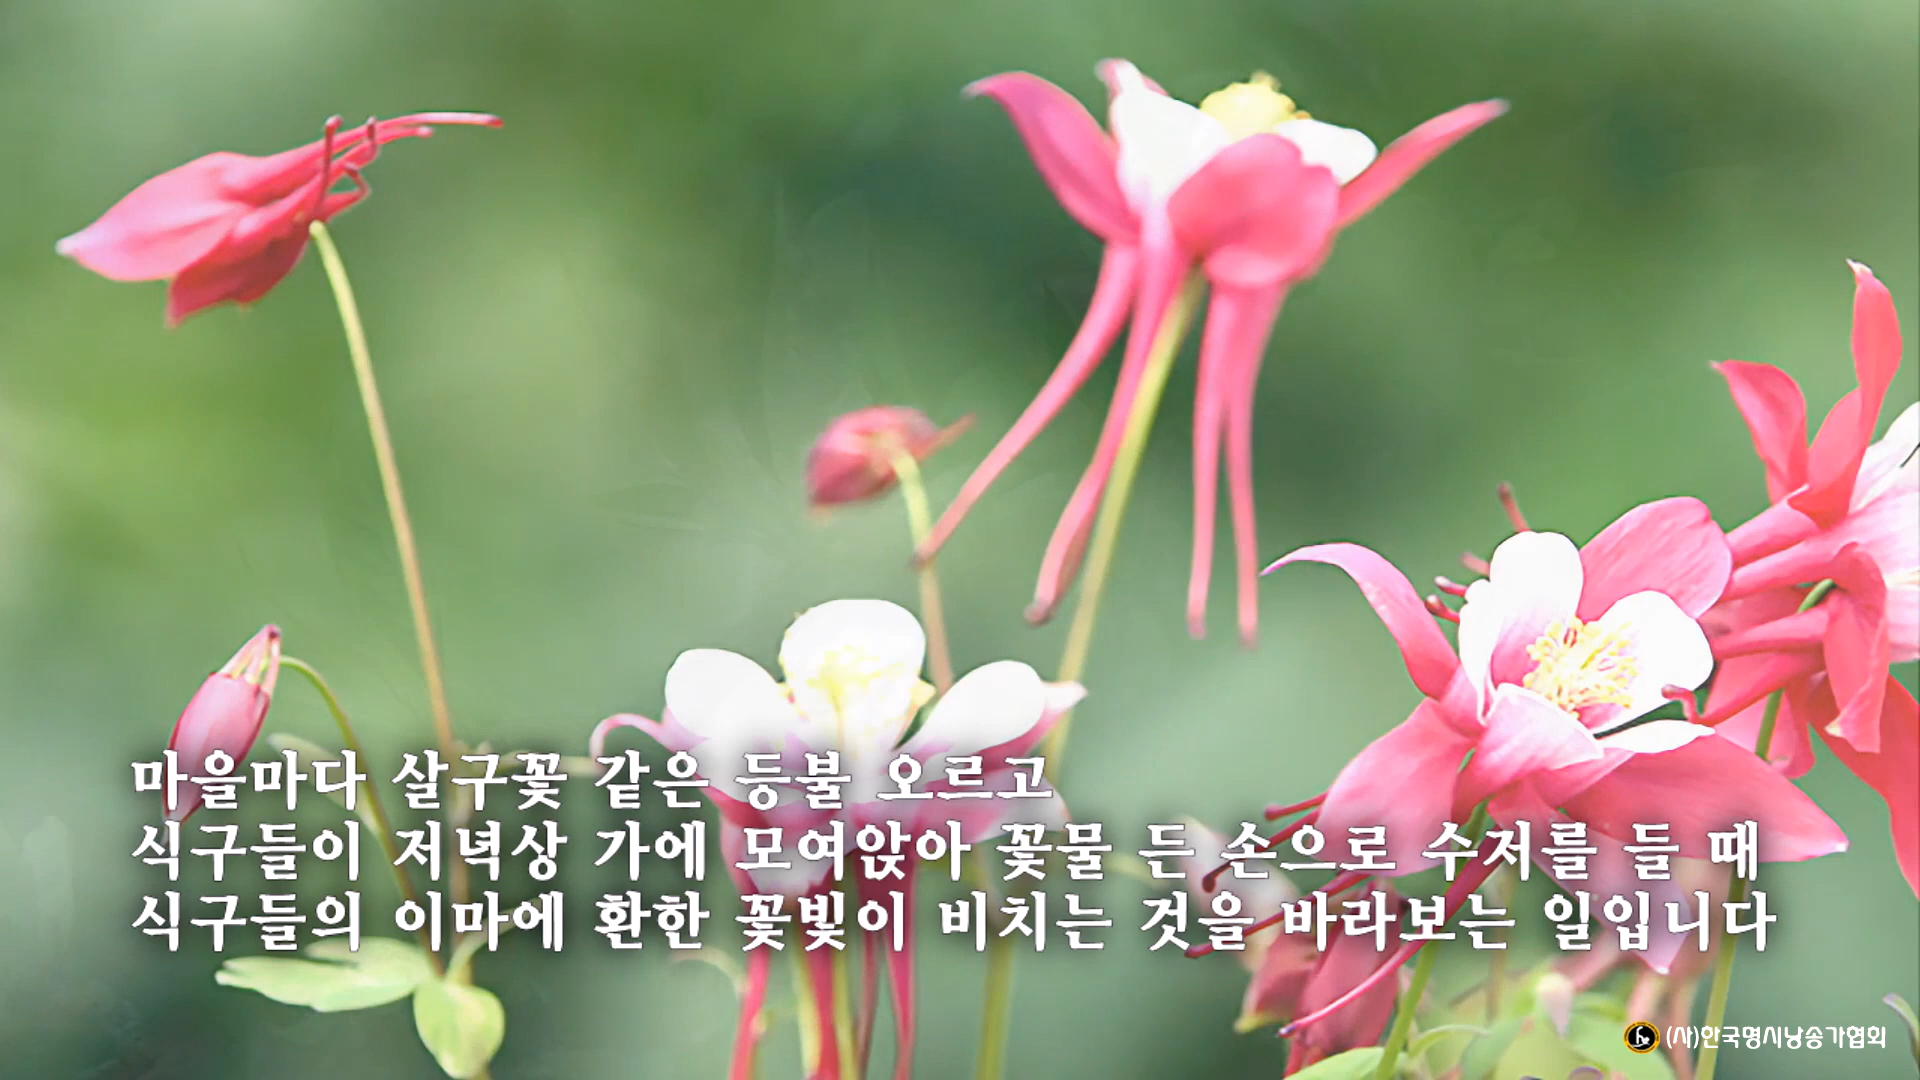 마을마다 살구꽃 같은 등불 오르고
식구들이 저녁상 가에 모여앉아 꽃물 든 손으로 수저를 들 때
식구들의 이마에 환한 꽃빛이 비치는 것을 바라보는 일입니다
(사)한국명시낭송가협회